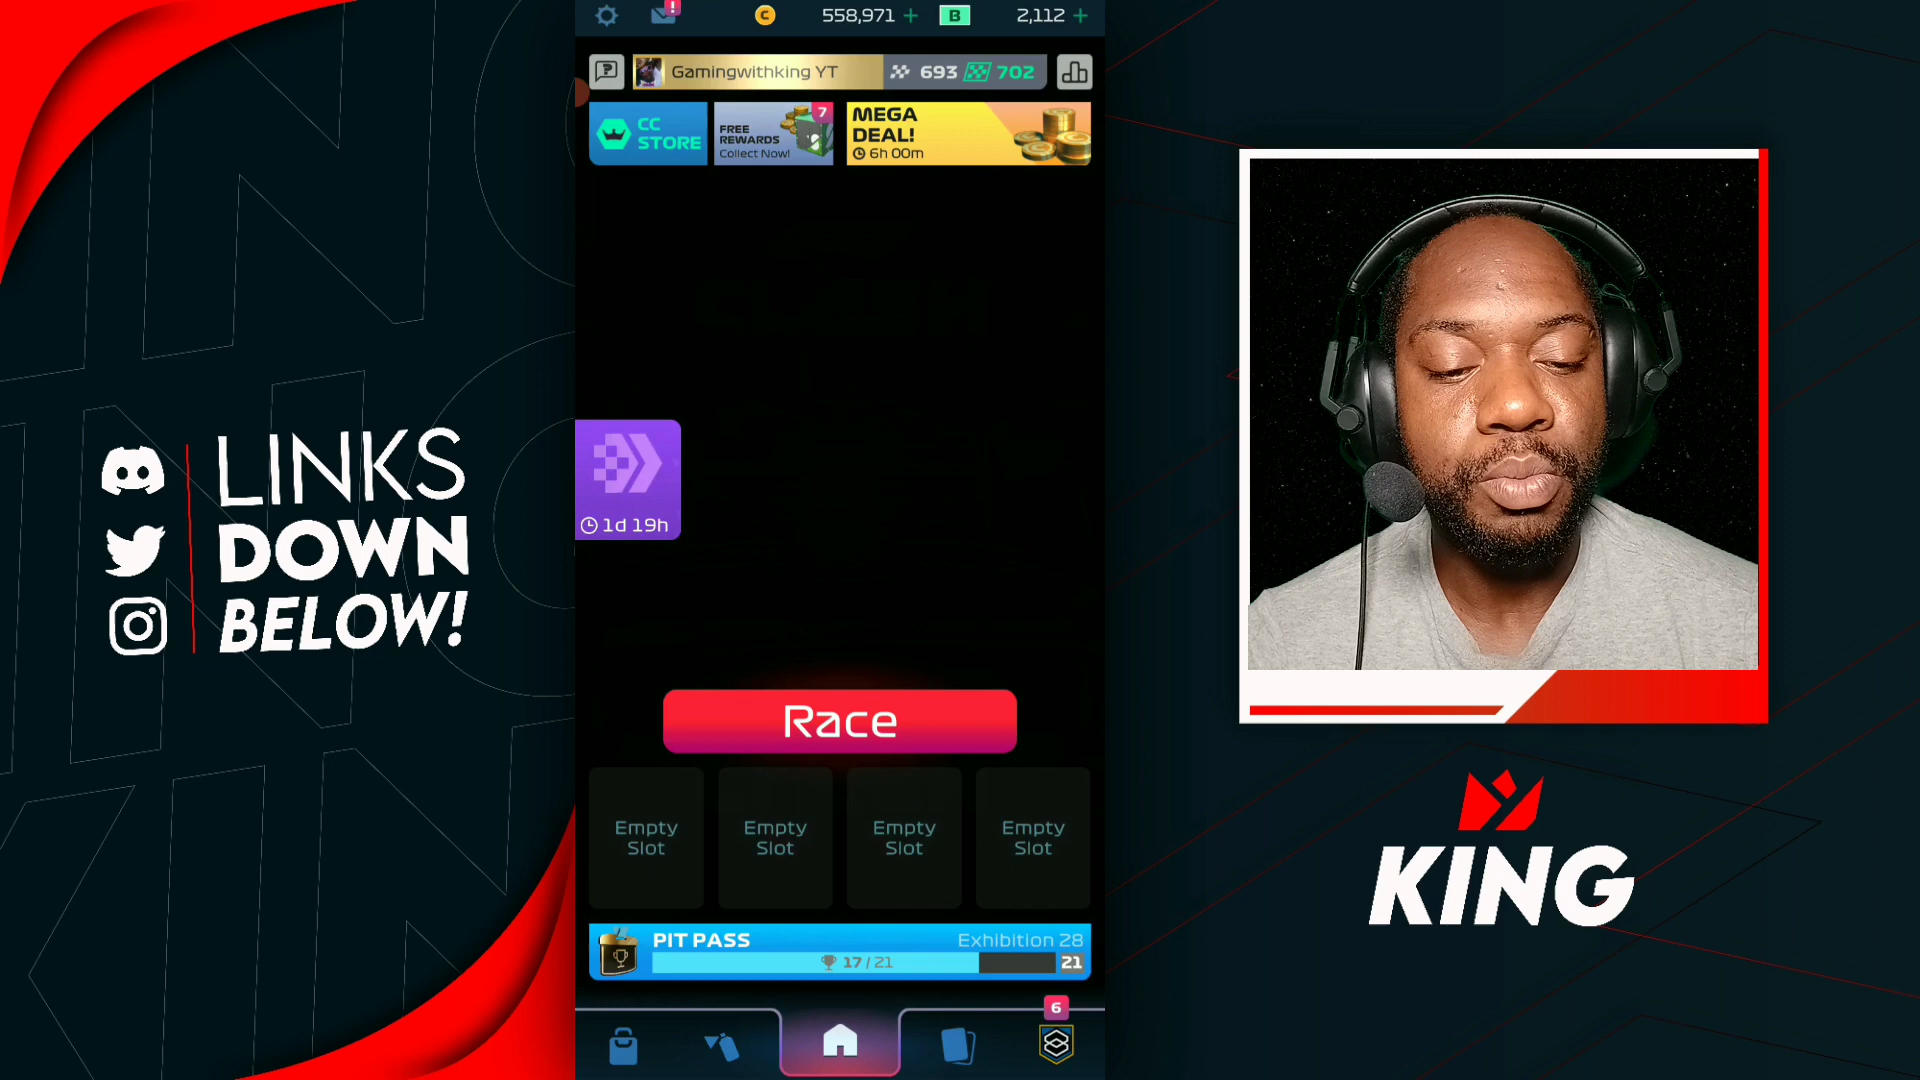 !
C 558,971 + B 2,112 +
Gamingwithking YT 693 702
CC
STORE
FREE
REWARDS
Collect Now!
7
MEGA
DEAL!
6h 00m
1d 19h
LINKS
DOWN
BELOW!
Race
Empty
Slot
Empty
Slot
Empty
Slot
Empty
Slot
PIT PASS Exhibition 28
17/21 21
6
KING